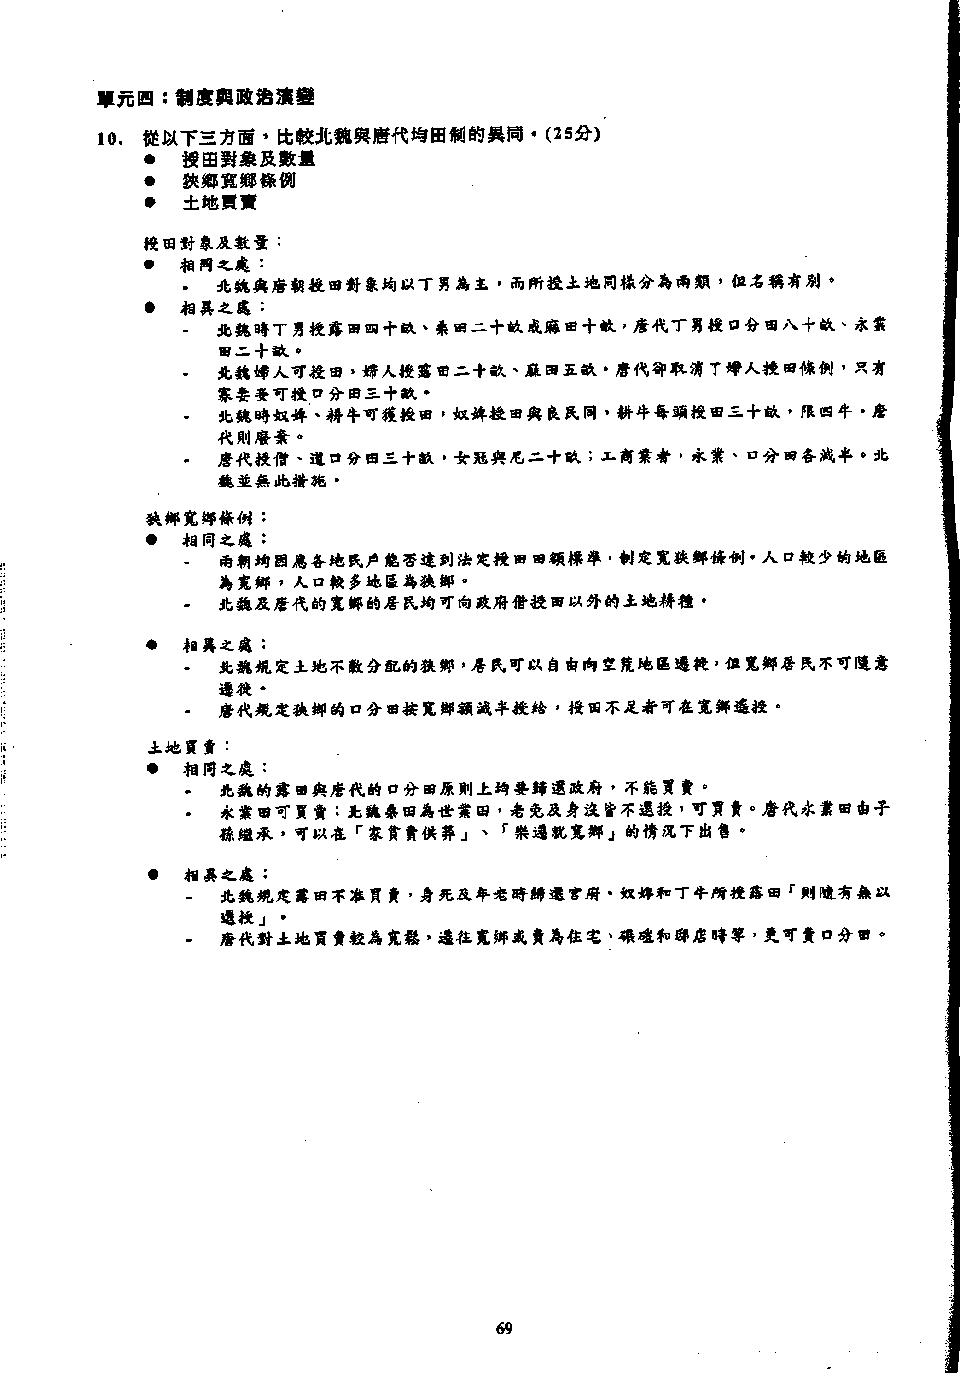 單元四：制度與政治演變
10. 從以下三方面，比較北魏與唐代均田制的異同。(25分)
● 授田對象及數量
● 狹鄉寬鄉條例
● 土地買賣
授田對象及數量：
● 相同之處：
- 北魏與唐朝授田對象均以丁男為主，而所授土地同樣分為兩類，但名稱有別。
● 相異之處：
- 北魏時丁男授露田四十畝、桑田二十畝或麻田十畝，唐代丁男授口分田八十畝、永業
田二十畝。
- 北魏婦人可授田，婦人授露田二十畝、麻田五畝。唐代卻取消了婦人授田條例，只有
寡妻妾可授口分田三十畝。
- 北魏時奴婢、耕牛可獲授田，奴婢授田與良民同，耕牛每頭授田三十畝，限四牛。唐
代則廢棄。
- 唐代授僧、道口分田三十畝，女冠與尼二十畝；工商業者，永業、口分田各減半。北
魏並無此措施。
狹鄉寬鄉條例：
● 相同之處：
- 兩朝均因應各地民戶能否達到法定授田田額標準，制定寬狹鄉條例。人口較少的地區
為寬鄉，人口較多地區為狹鄉。
- 北魏及唐代的寬鄉的居民均可向政府借授田以外的土地耕種。
● 相異之處：
- 北魏規定土地不敷分配的狹鄉，居民可以自由向空荒地區遷徙，但寬鄉居民不可隨意
遷徙。
- 唐代規定狹鄉的口分田按寬鄉額減半授給，授田不足者可在寬鄉遙授。
土地買賣：
● 相同之處：
- 北魏的露田與唐代的口分田原則上均要歸還政府，不能買賣。
- 永業田可買賣：北魏桑田為世業田，老免及身沒皆不還授，可買賣。唐代永業田由子
孫繼承，可以在「家貧賣供葬」、「樂遷就寬鄉」的情況下出售。
● 相異之處：
- 北魏規定露田不准買賣，身死及年老時歸還官府。奴婢和丁牛所授露田「則隨有無以
還授」。
- 唐代對土地買賣較為寬鬆，遷往寬鄉或賣為住宅、碾磑和邸店時等，更可賣口分田。
69